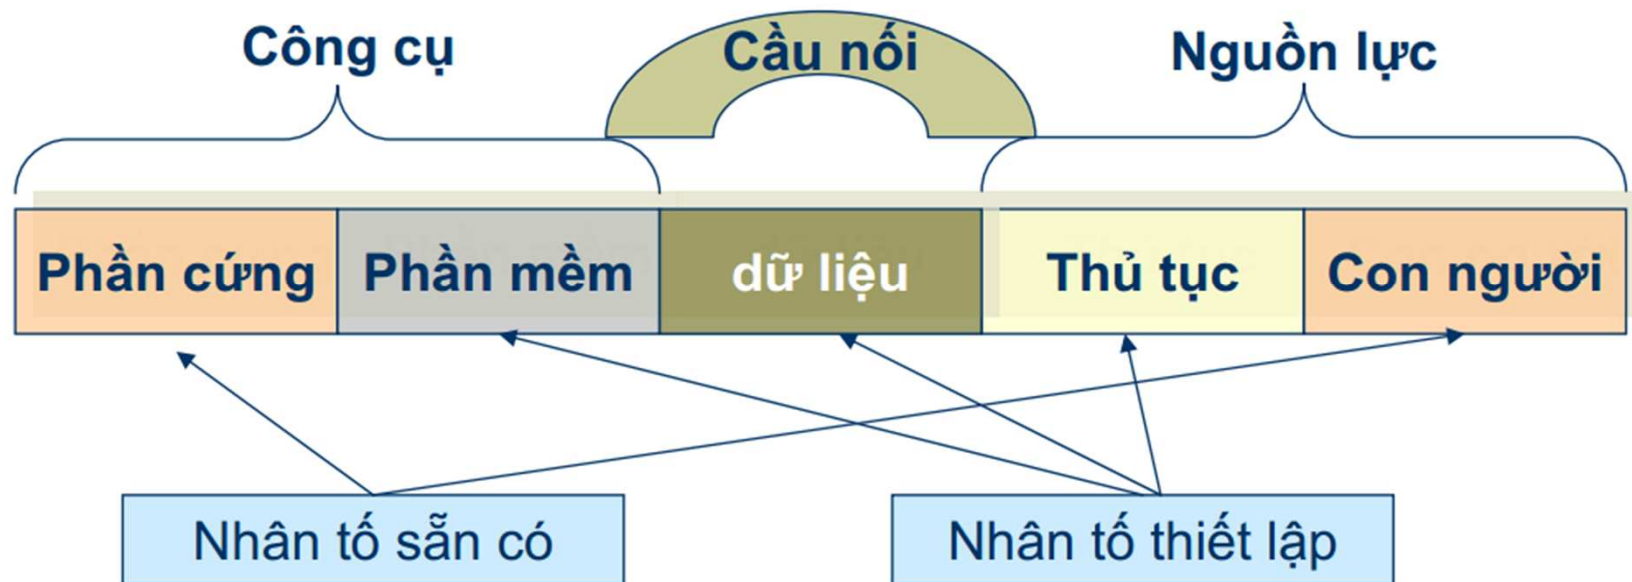 Công cụ
Cầu nối
Nguồn lực
Phần cứng
Phần mềm
dữ liệu
Thủ tục
Con người
Nhân tố sẵn có
Nhân tố thiết lập